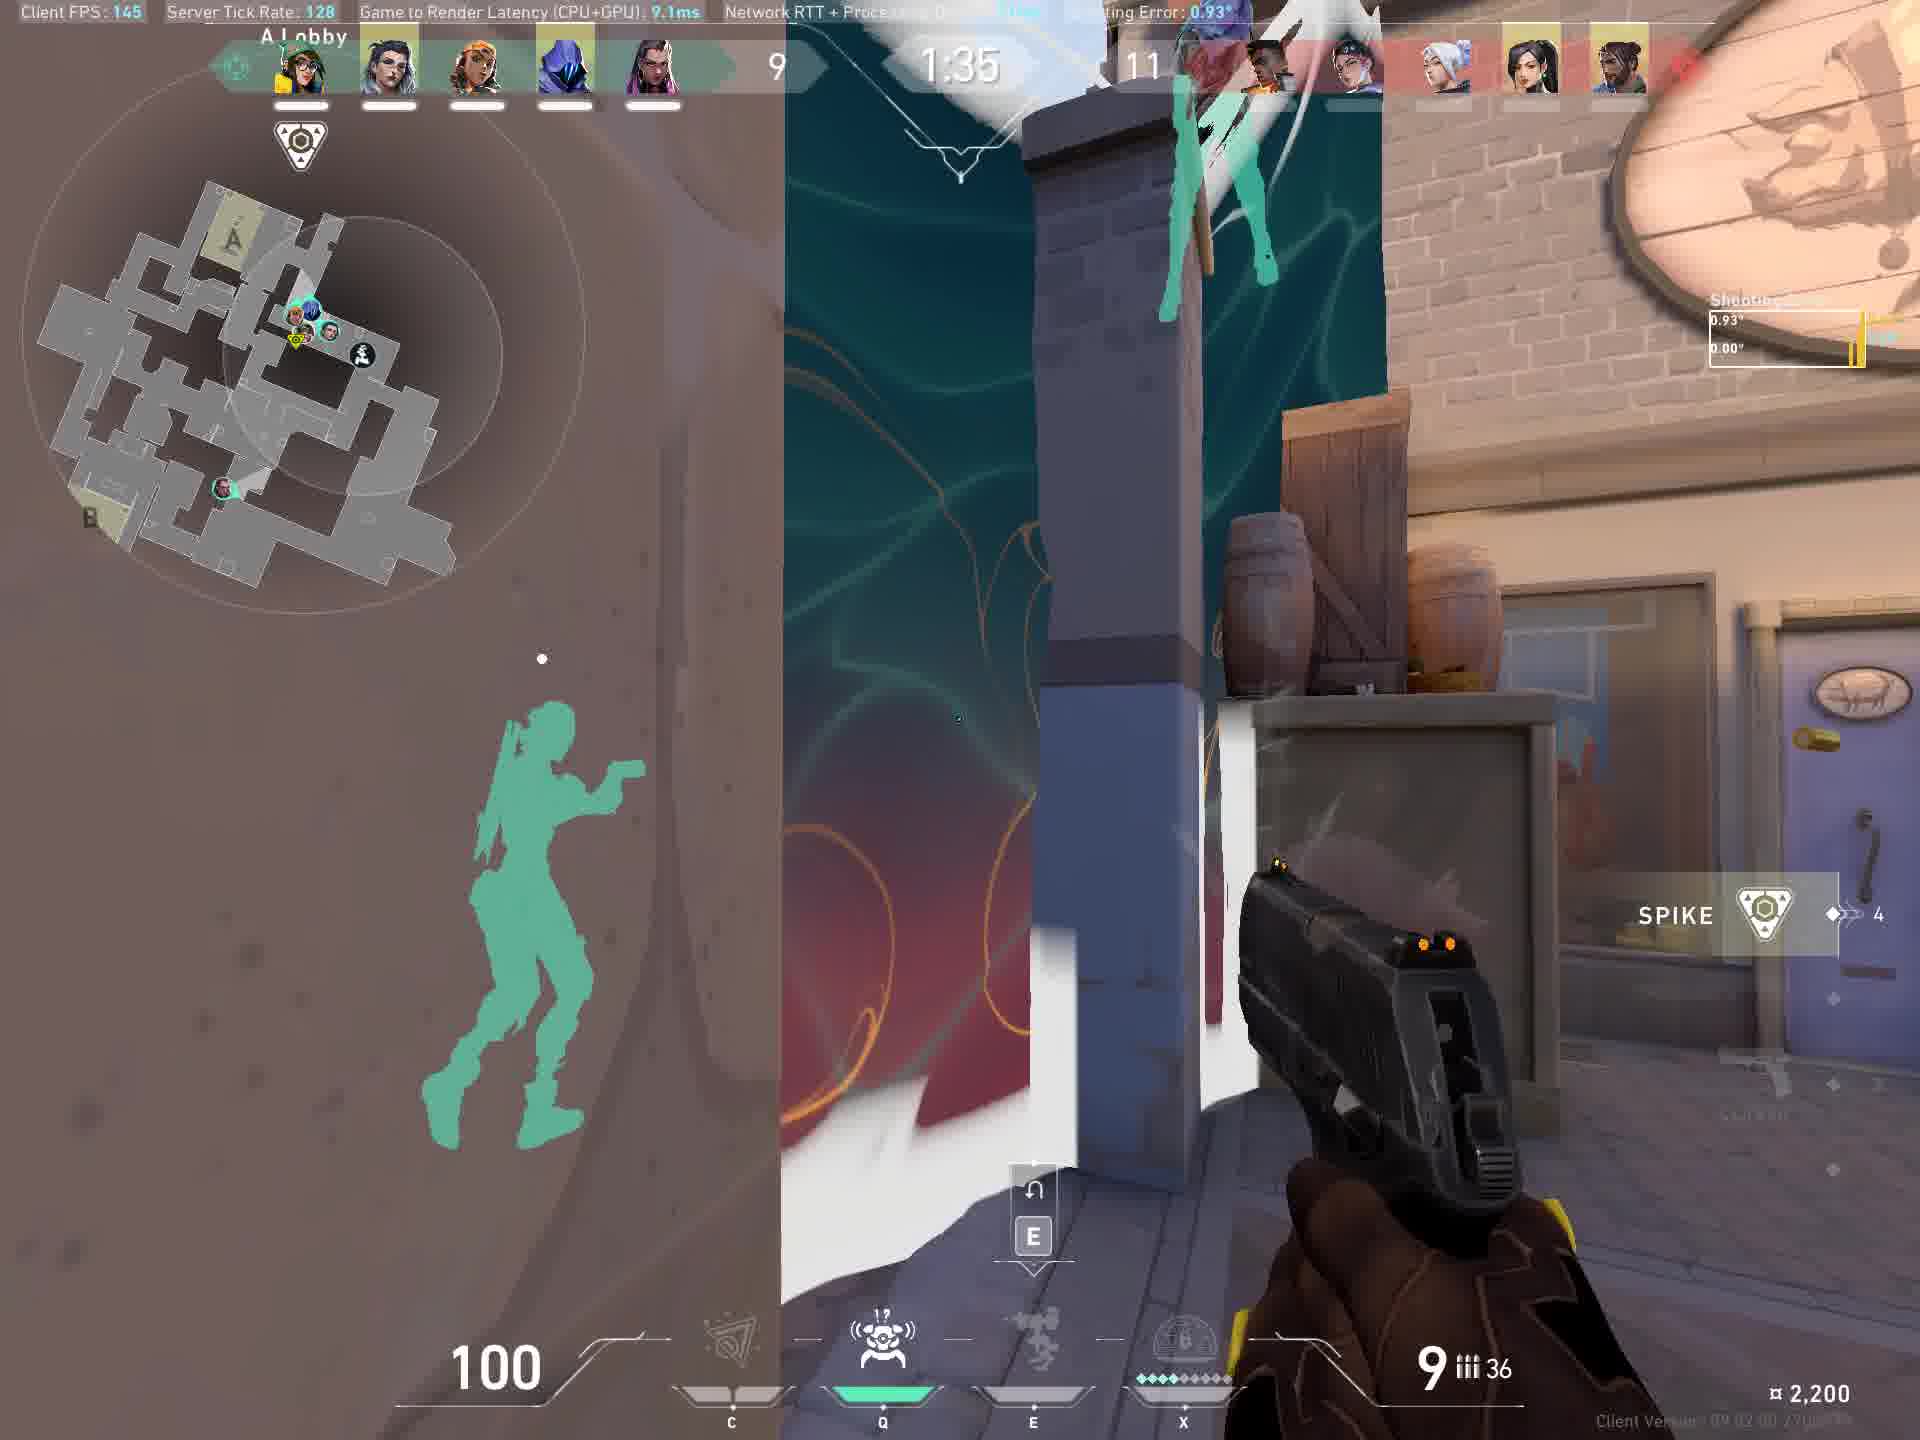 Client FPS: 145 Server Tick Rate: 128 Game to Render Latency (CPU+GPU): 9.1ms Network RTT +
Error: 0.93°
A Lobby
9
1:35
11
A
B
0.93°
0.00°
SPIKE
4
E
100
C
Q
E
X
9
36
2,200
Client Version: